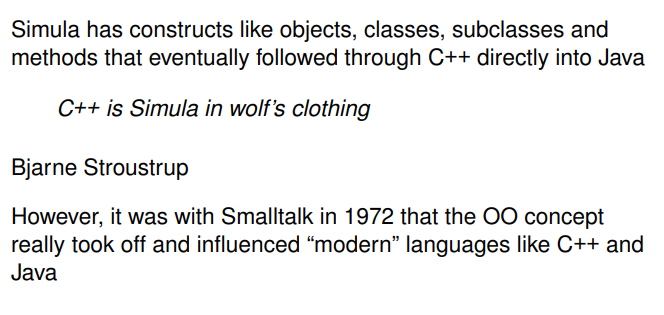 Simula has constructs like objects, classes, subclasses and
methods that eventually followed through C++ directly into Java
C++ is Simula in wolf's clothing
Bjarne Stroustrup
However, it was with Smalltalk in 1972 that the OO concept
really took off and influenced “modern” languages like C++ and
Java